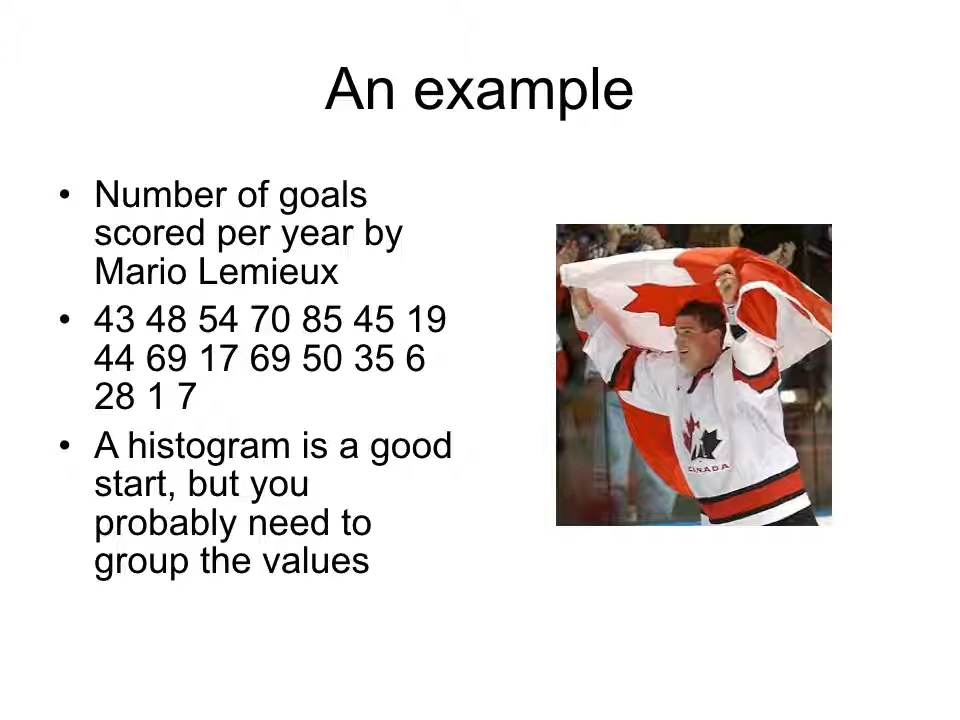 An example
• Number of goals
scored per year by
Mario Lemieux
• 43 48 54 70 85 45 19
44 69 17 69 50 35 6
28 1 7
• A histogram is a good
start, but you
probably need to
group the values
CANADA